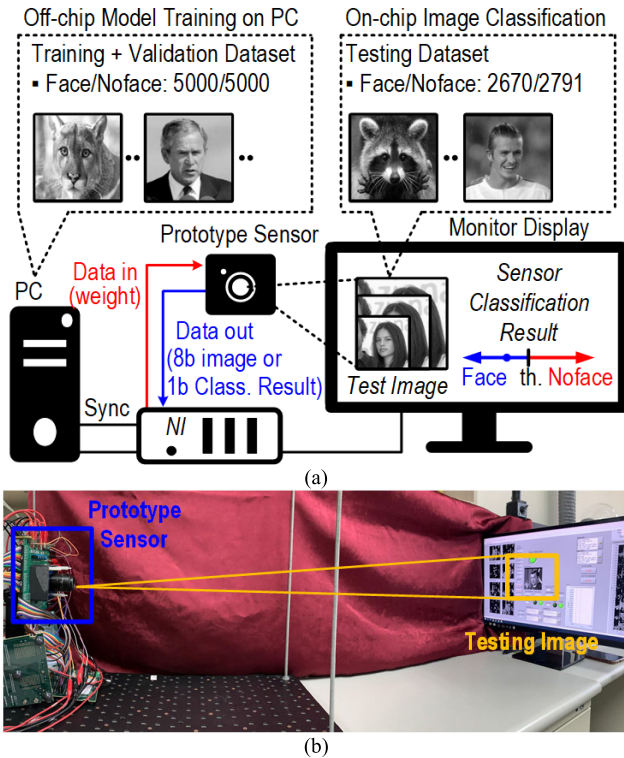 Off-chip Model Training on PC
On-chip Image Classification
Training + Validation Dataset
▪ Face/Noface: 5000/5000
Testing Dataset
▪ Face/Noface: 2670/2791
Prototype Sensor
Monitor Display
PC
Data in
(weight)
Data out
(8b image or
1b Class. Result)
Sync
NI
Test Image
Sensor
Classification
Result
Face
th.
Noface
(a)
Prototype
Sensor
Testing Image
(b)